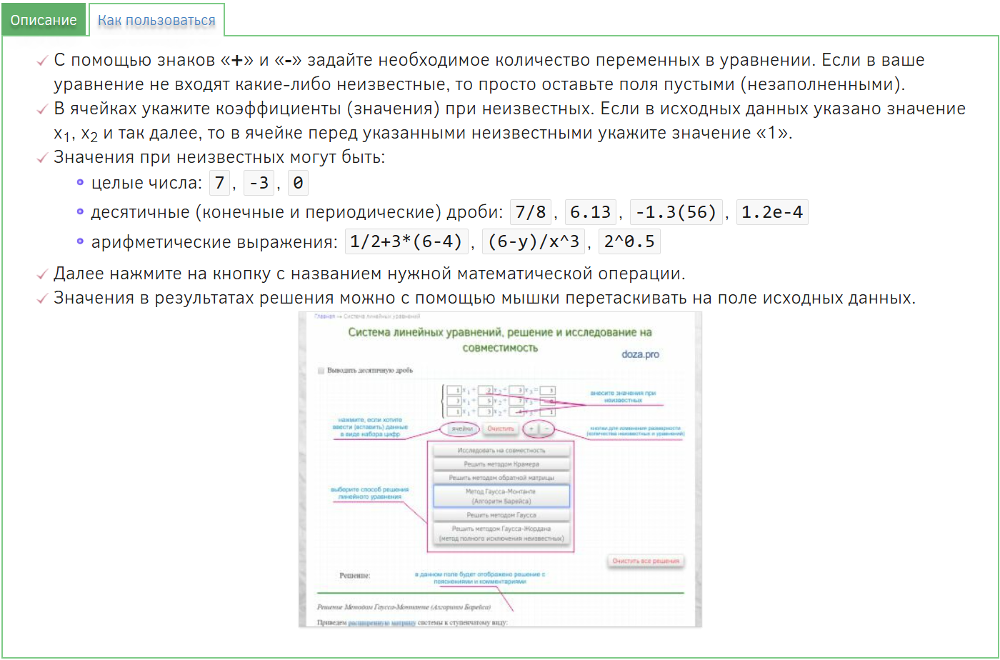 Описание
Как пользоваться
С помощью знаков «+» и «-» задайте необходимое количество переменных в уравнении. Если в ваше
уравнение не входят какие-либо неизвестные, то просто оставьте поля пустыми (незаполненными).
В ячейках укажите коэффициенты (значения) при неизвестных. Если в исходных данных указано значение
x₁, x₂ и так далее, то в ячейке перед указанными неизвестными укажите значение «1».
Значения при неизвестных могут быть:
целые числа: 7 , -3 , 0
десятичные (конечные и периодические) дроби: 7/8 , 6.13 , -1.3(56) , 1.2e-4
арифметические выражения: 1/2+3*(6-4) , (6-y)/x^3 , 2^0.5
Далее нажмите на кнопку с названием нужной математической операции.
Значения в результатах решения можно с помощью мышки перетаскивать на поле исходных данных.
Главная → Система линейных уравнений
Система линейных уравнений, решение и исследование на
совместимость
doza.pro
Выводить десятичную дробь
1 x₁ + 2 x₂ + 3 x₃ = 3
3 x₁ + 5 x₂ + 7 x₃ =
1 x₁ + 3 x₂ + x₃ = 1
внесите значения при
неизвестных
нажмите, если хотите
ввести (вставить) данные
в виде набора цифр
ячейки
Очистить
+
−
кнопки для изменения размерности
(количества неизвестных и уравнений)
Исследовать на совместность
Решить методом Крамера
Решить методом обратной матрицы
Метод Гаусса-Монтанте
(Алгоритм Барейса)
Решить методом Гаусса
Решить методом Гаусса-Жордана
(метод полного исключения неизвестных)
выберите способ решения
линейного уравнения
Очистить все решения
Решение:
в данном поле будет отображено решение с
пояснениями и комментариями
Решение Методом Гаусса-Монтанте (Алгоритм Барейса)
Приведем расширенную матрицу системы к ступенчатому виду: